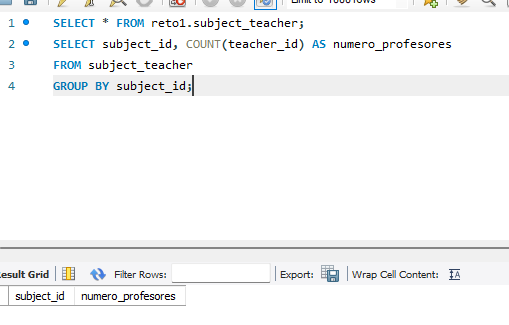 Limit to 1000 rows
1 SELECT * FROM reto1.subject_teacher;
2 SELECT subject_id, COUNT(teacher_id) AS numero_profesores
3 FROM subject_teacher
4 GROUP BY subject_id;
esult Grid Filter Rows: Export: Wrap Cell Content:
subject_id numero_profesores